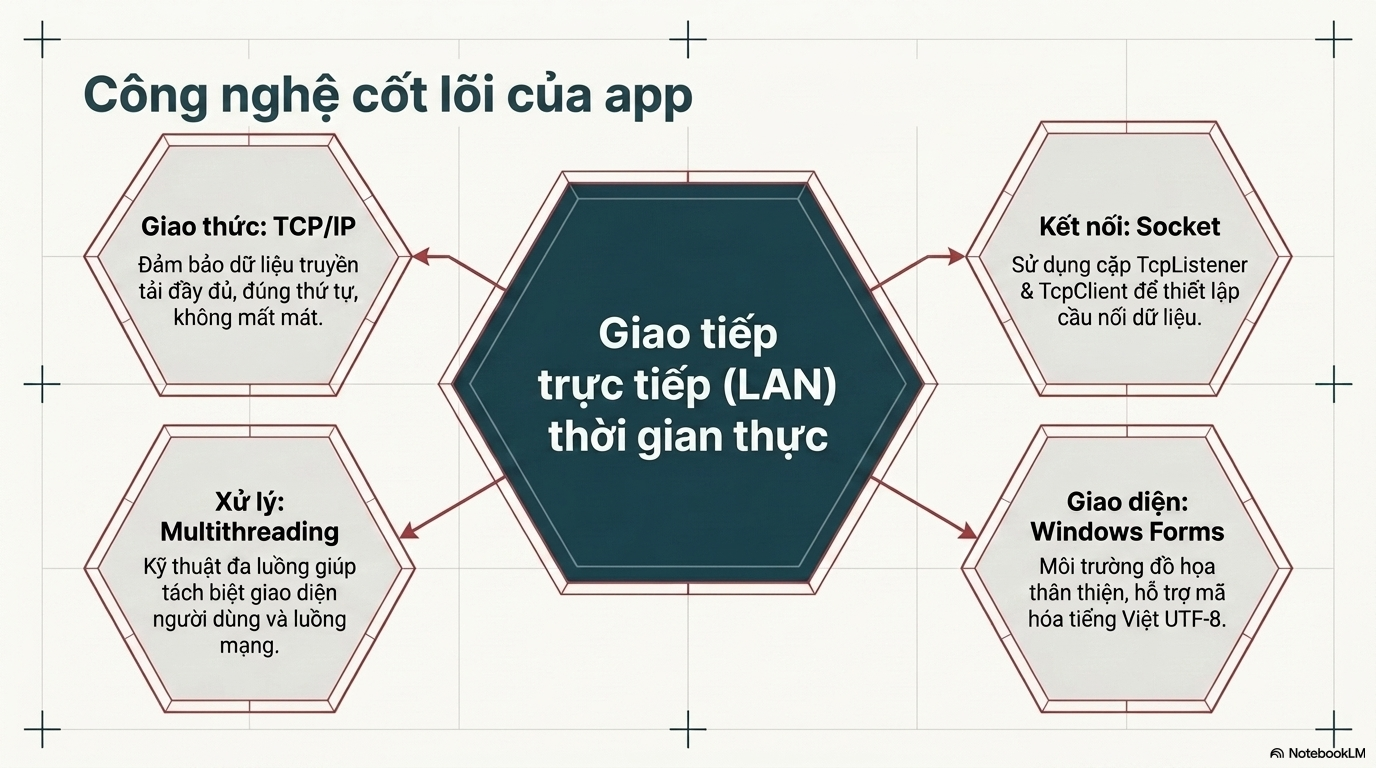 Công nghệ cốt lõi của app
Giao thức: TCP/IP
Đảm bảo dữ liệu truyền
tải đầy đủ, đúng thứ tự,
không mất mát.
Kết nối: Socket
Sử dụng cặp TcpListener
& TcpClient để thiết lập
cầu nối dữ liệu.
Giao tiếp
trực tiếp (LAN)
thời gian thực
Xử lý:
Multithreading
Kỹ thuật đa luồng giúp
tách biệt giao diện
người dùng và luồng
mạng.
Giao diện:
Windows Forms
Môi trường đồ họa
thân thiện, hỗ trợ mã
hóa tiếng Việt UTF-8.
NotebookLM